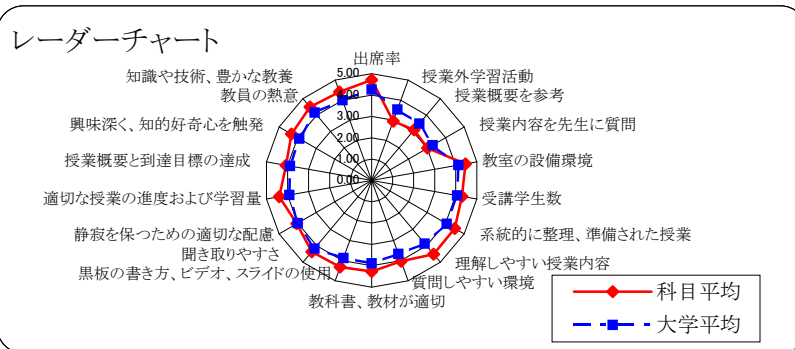 レーダーチャート
出席率
授業外学習活動
授業概要を参考
授業内容を先生に質問
教室の設備環境
受講学生数
系統的に整理、準備された授業
理解しやすい授業内容
質問しやすい環境
教科書、教材が適切
黒板の書き方、ビデオ、スライドの使用
聞き取りやすさ
静寂を保つための適切な配慮
適切な授業の進度および学習量
授業概要と到達目標の達成
興味深く、知的好奇心を触発
教員の熱意
知識や技術、豊かな教養
5.00
4.00
3.00
2.00
1.00
0.00
科目平均
大学平均